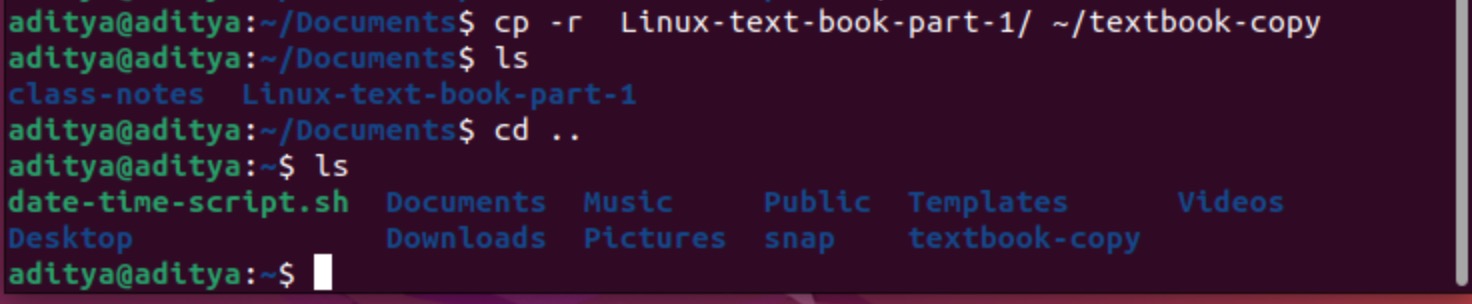 aditya@aditya:~/Documents$ cp -r  Linux-text-book-part-1/ ~/textbook-copy
aditya@aditya:~/Documents$ ls
class-notes  Linux-text-book-part-1
aditya@aditya:~/Documents$ cd ..
aditya@aditya:~$ ls
date-time-script.sh  Documents  Music     Public  Templates      Videos
Desktop              Downloads  Pictures  snap    textbook-copy
aditya@aditya:~$